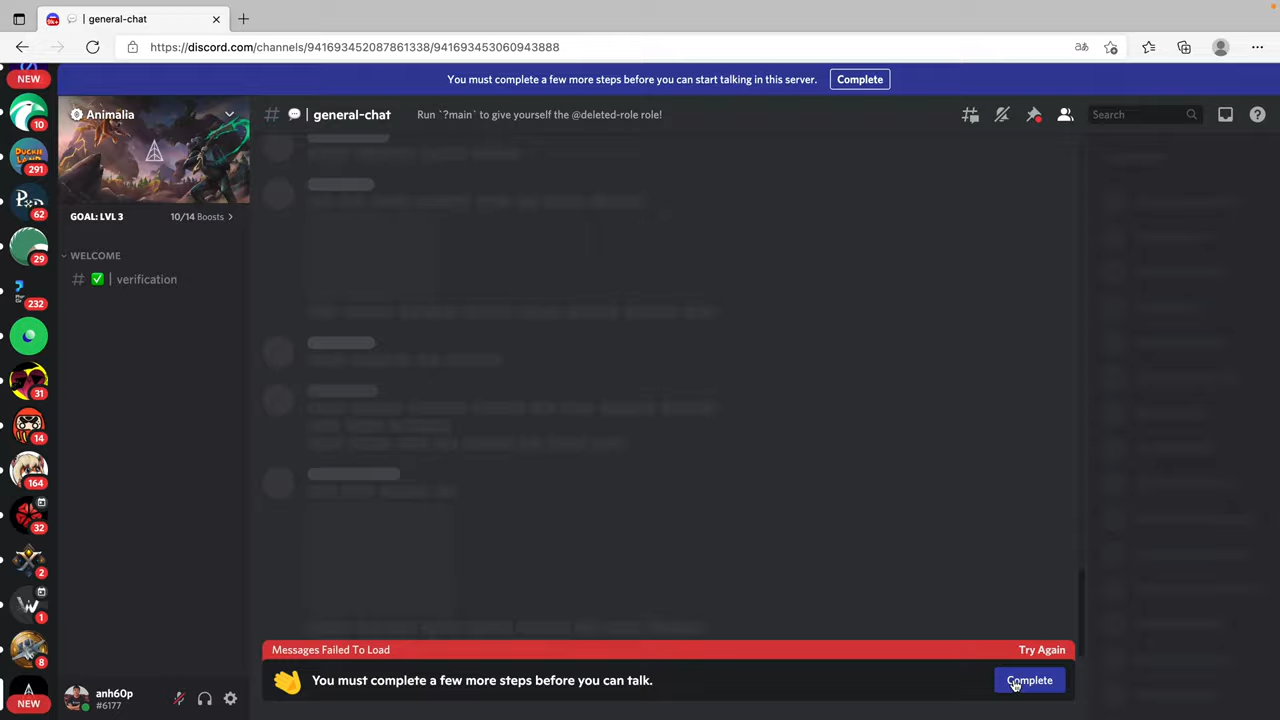 💬 | general-chat
https://discord.com/channels/941693452087861338/941693453060943888
You must complete a few more steps before you can start talking in this server.
Complete
NEW
10
291
62
29
232
31
14
164
32
2
1
8
NEW
Animalia
GOAL: LVL 3
10/14 Boosts
WELCOME
# ✅ | verification
# 💬 | general-chat
Run `?main` to give yourself the @deleted-role role!
Search
Messages Failed To Load
Try Again
You must complete a few more steps before you can talk.
Complete
anh60p
#6177